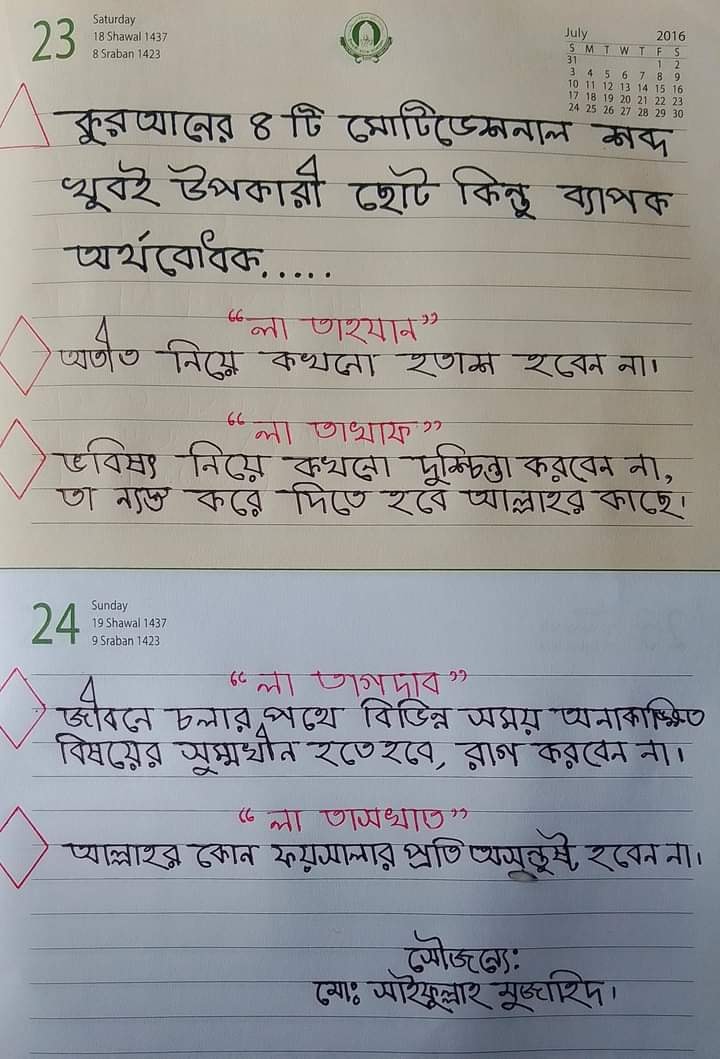 23
Saturday
18 Shawal 1437
8 Sraban 1423
July 2016
S M T W T F S
31 1 2
3 4 5 6 7 8 9
10 11 12 13 14 15 16
17 18 19 20 21 22 23
24 25 26 27 28 29 30
কুরআনের ৪ টি মোটিভেশনাল শব্দ
খুবই উপকারী ছোট কিন্তু ব্যাপক
অর্থবোধক.....
“লা তাহযান”
অতীত নিয়ে কখনো হতাশ হবেন না।
“লা তাখাফ”
ভবিষৎ নিয়ে কখনো দুশ্চিন্তা করবেন না,
তা ন্যস্ত করে দিতে হবে আল্লাহর কাছে।
24
Sunday
19 Shawal 1437
9 Sraban 1423
“লা তাগদাব”
জীবনে চলার পথে বিভিন্ন সময় অনাকাঙ্ক্ষিত
বিষয়ের সুম্মখীন হতে হবে, রাগ করবেন না।
“লা তাসখাত”
আল্লাহর কোন ফয়সালার প্রতি অসন্তুষ্ট হবেন না।
সৌজন্যে:
মোঃ সাইফুল্লাহ মুজাহিদ।